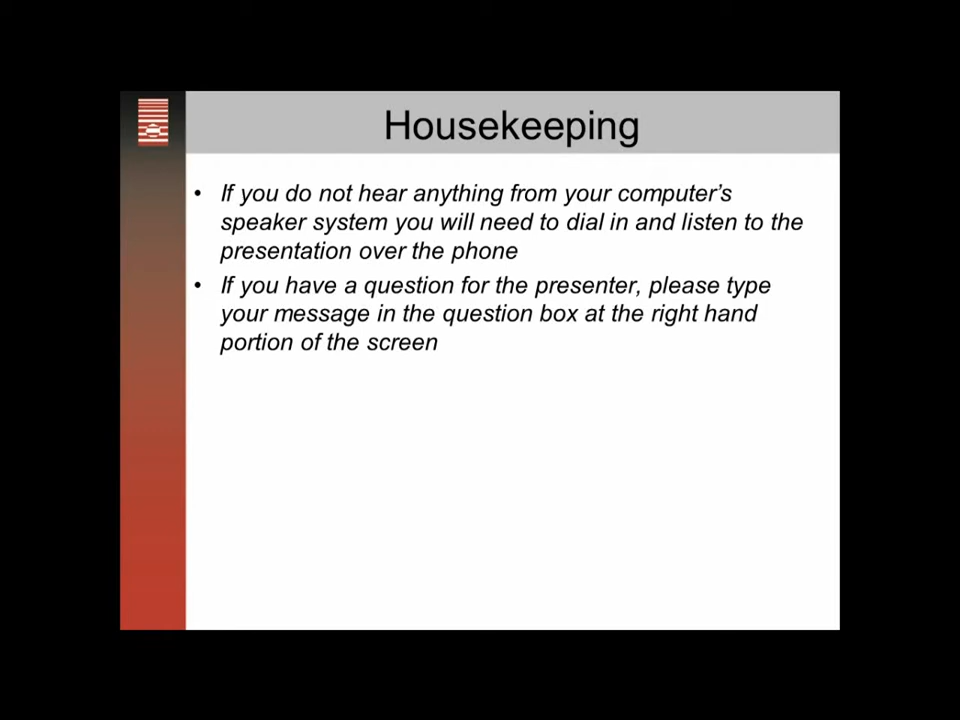 Housekeeping
• If you do not hear anything from your computer's
speaker system you will need to dial in and listen to the
presentation over the phone
• If you have a question for the presenter, please type
your message in the question box at the right hand
portion of the screen